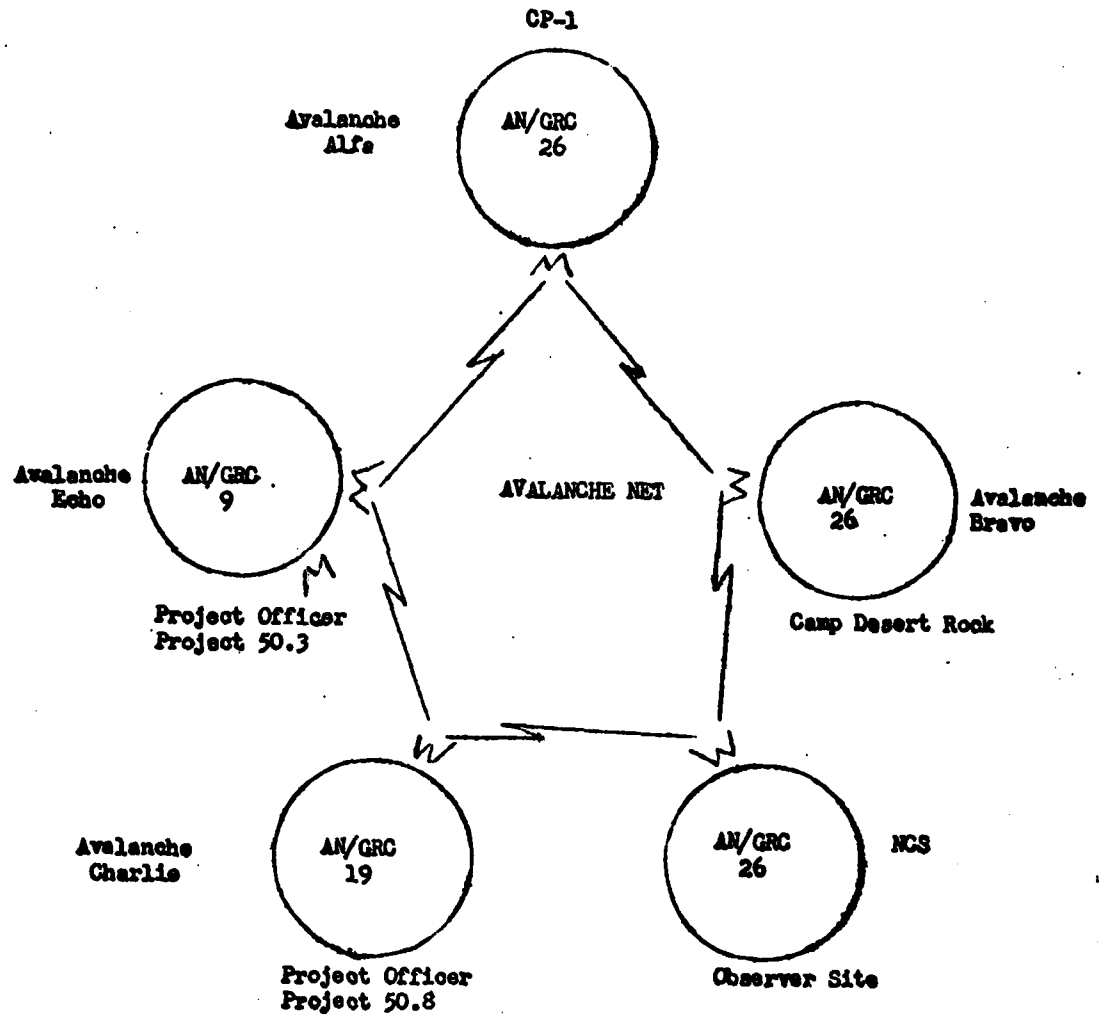 CP-1
Avalanche
Alfa
AN/GRC
26
Avalanche
Echo
AN/GRC
9
AVALANCHE NET
AN/GRC
26
Avalanche
Bravo
Project Officer
Project 50.3
Camp Desert Rock
Avalanche
Charlie
AN/GRC
19
AN/GRC
26
NCS
Project Officer
Project 50.8
Observer Site